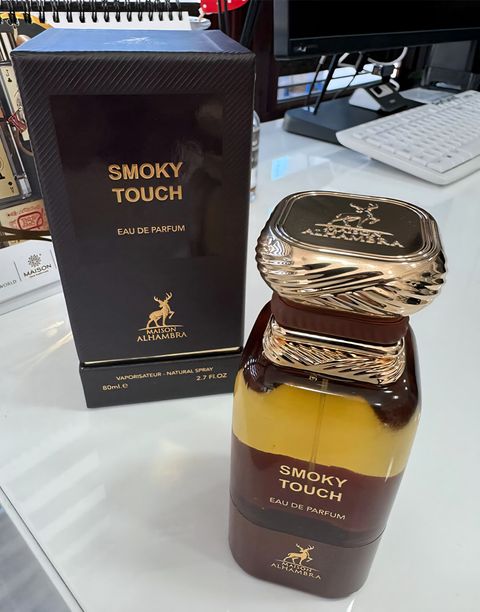 SMOKY
TOUCH
EAU DE PARFUM
MAISON
ALHAMBRA
VAPORISATEUR - NATURAL SPRAY
80ml.e 2.7 FL.OZ
MAISON
ALHAMBRA
SMOKY
TOUCH
EAU DE PARFUM
MAISON
ALHAMBRA
WORLD
MAISON